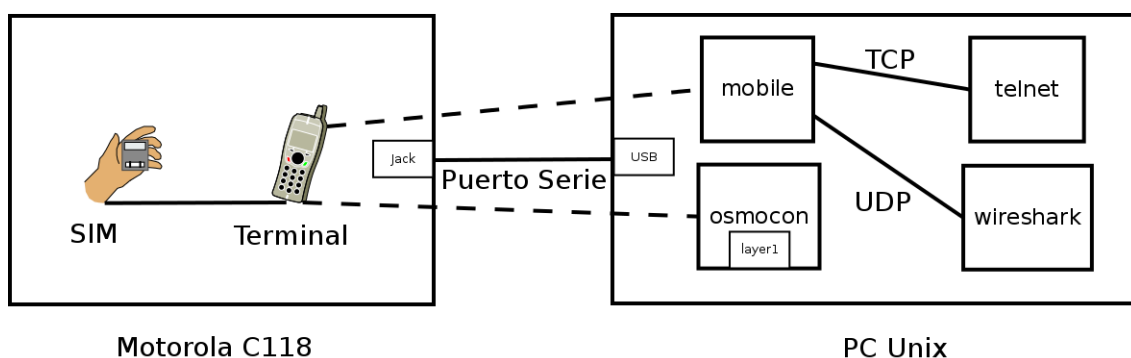 mobile
TCP
telnet
Jack
USB
Puerto Serie
SIM
Terminal
osmocon
layer1
UDP
wireshark
Motorola C118
PC Unix